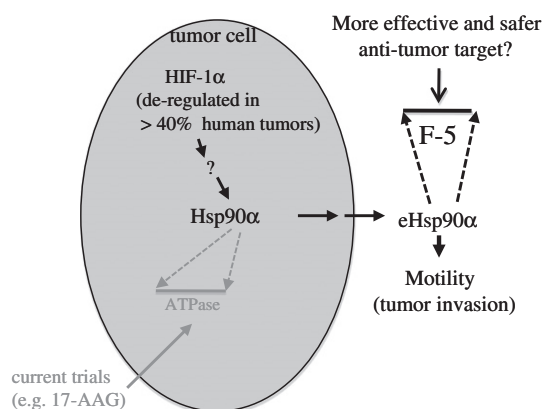 More effective and safer
anti-tumor target?
tumor cell
HIF-1α
(de-regulated in
> 40% human tumors)
?
F-5
Hsp90α
eHsp90α
Motility
(tumor invasion)
ATPase
current trials
(e.g. 17-AAG)